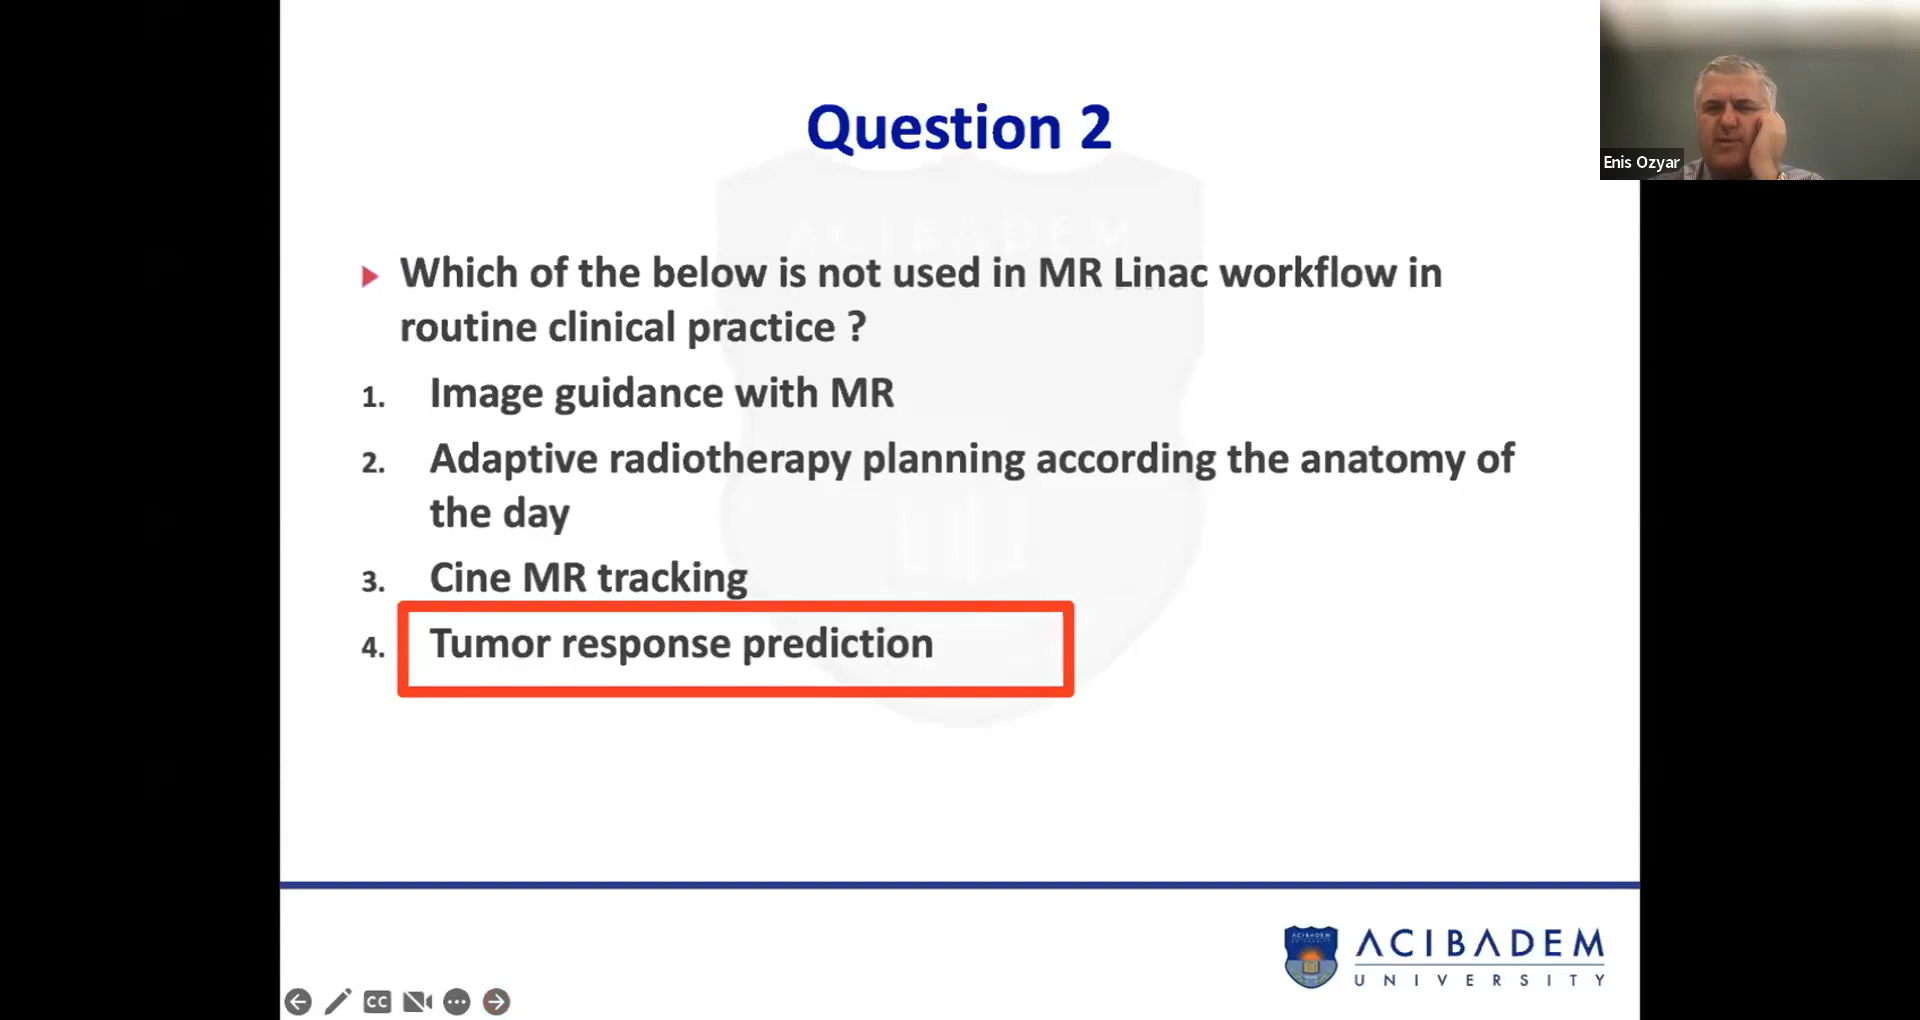 Question 2
Enis Ozyar
Which of the below is not used in MR Linac workflow in
routine clinical practice ?
1. Image guidance with MR
2. Adaptive radiotherapy planning according the anatomy of
the day
3. Cine MR tracking
4. Tumor response prediction
ACIBADEM
ACIBADEM
UNIVERSITY
CC